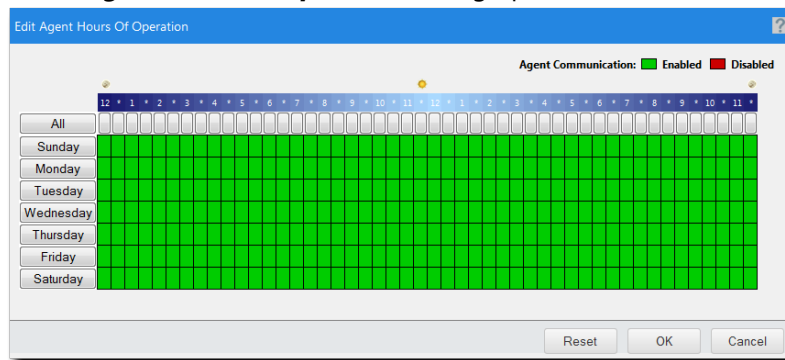 Edit Agent Hours Of Operation ?
Agent Communication: Enabled Disabled
12 * 1 * 2 * 3 * 4 * 5 * 6 * 7 * 8 * 9 * 10 * 11 * 12 * 1 * 2 * 3 * 4 * 5 * 6 * 7 * 8 * 9 * 10 * 11 *
All
Sunday
Monday
Tuesday
Wednesday
Thursday
Friday
Saturday
Reset OK Cancel